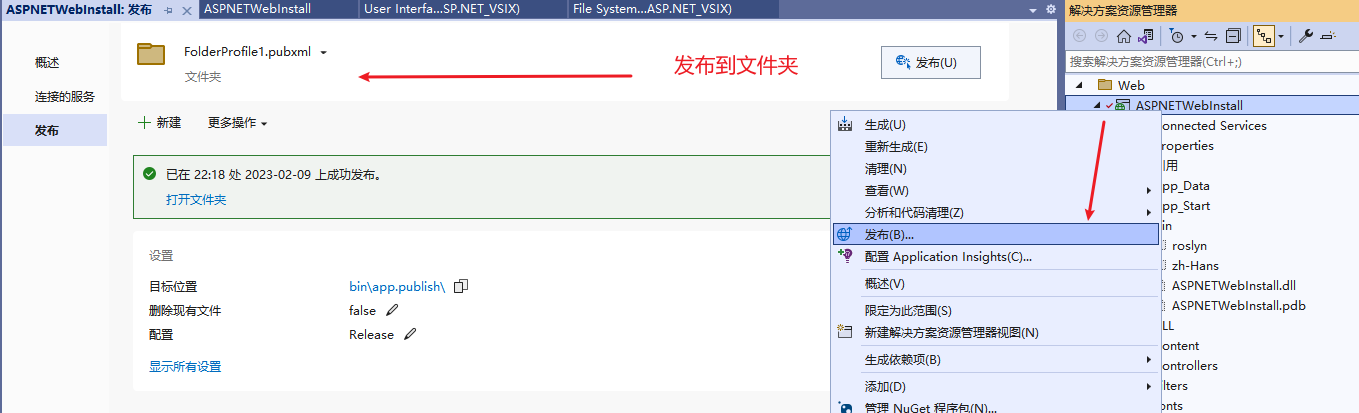 ASPNETWebInstall: 发布
ASPNETWebInstall
User Interfa...SP.NET_VSIX)
File System...ASP.NET_VSIX)
概述
连接的服务
发布
FolderProfile1.pubxml
文件夹
发布到文件夹
发布(U)
新建
更多操作
已在 22:18 处 2023-02-09 上成功发布。
打开文件夹
设置
目标位置
bin\app.publish\
删除现有文件
false
配置
Release
显示所有设置
生成(U)
重新生成(E)
清理(N)
查看(W)
分析和代码清理(Z)
发布(B)...
配置 Application Insights(C)...
概述(V)
限定为此范围(S)
新建解决方案资源管理器视图(N)
生成依赖项(B)
添加(D)
管理 NuGet 程序包(N)...
解决方案资源管理器
搜索解决方案资源管理器(Ctrl+;)
Web
ASPNETWebInstall
onnected Services
roperties
用
pp_Data
pp_Start
in
roslyn
zh-Hans
ASPNETWebInstall.dll
ASPNETWebInstall.pdb
LL
ontent
ontrollers
lters
onts